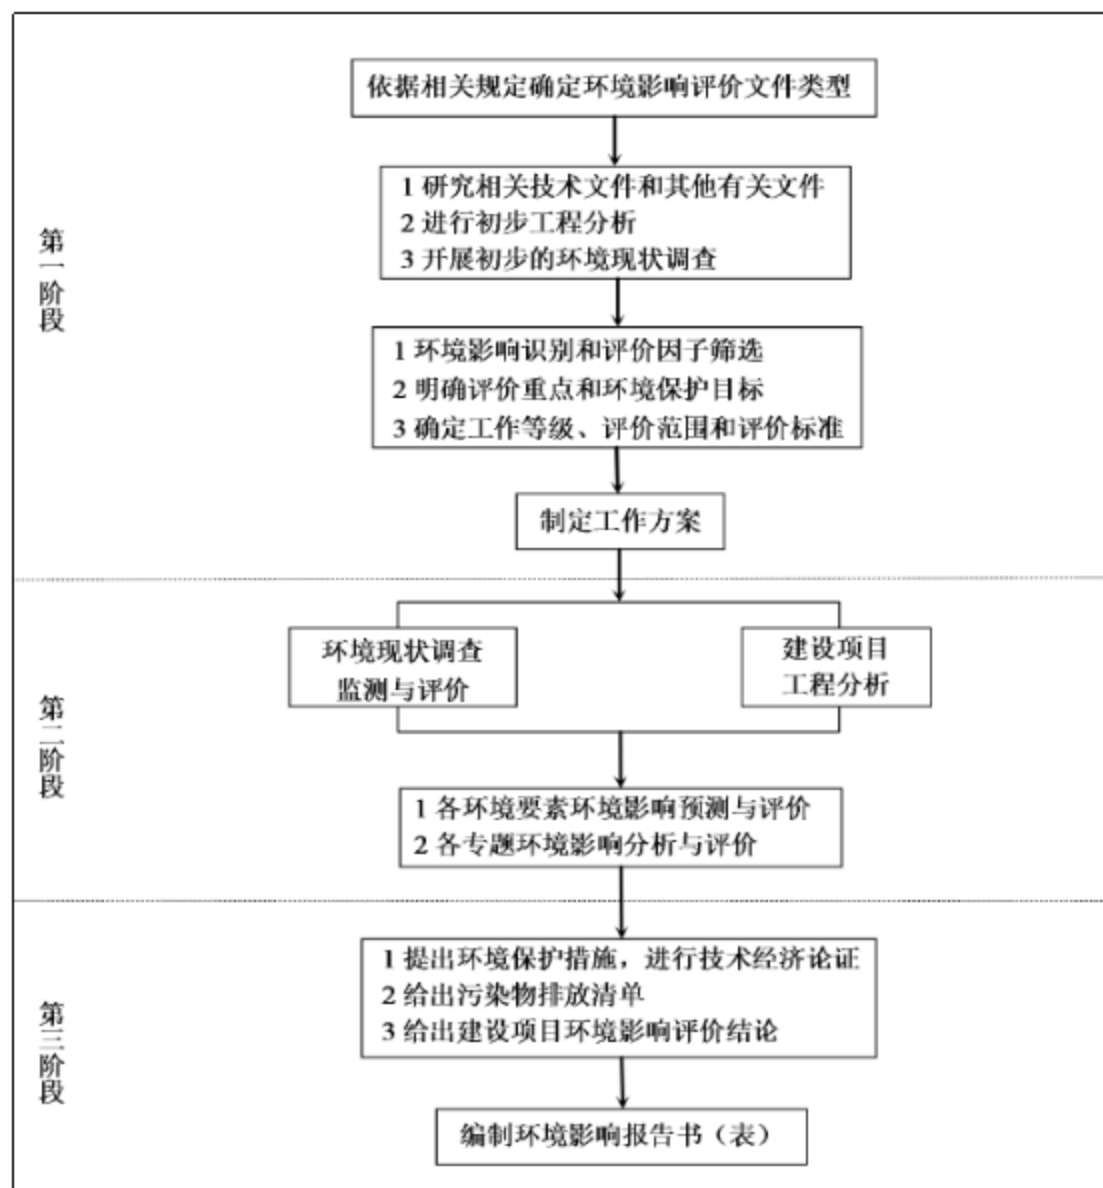 依据相关规定确定环境影响评价文件类型
1 研究相关技术文件和其他有关文件
2 进行初步工程分析
3 开展初步的环境现状调查
第一阶段
1 环境影响识别和评价因子筛选
2 明确评价重点和环境保护目标
3 确定工作等级、评价范围和评价标准
制定工作方案
环境现状调查
监测与评价
建设项目
工程分析
第二阶段
1 各环境要素环境影响预测与评价
2 各专题环境影响分析与评价
1 提出环境保护措施，进行技术经济论证
2 给出污染物排放清单
3 给出建设项目环境影响评价结论
第三阶段
编制环境影响报告书（表）